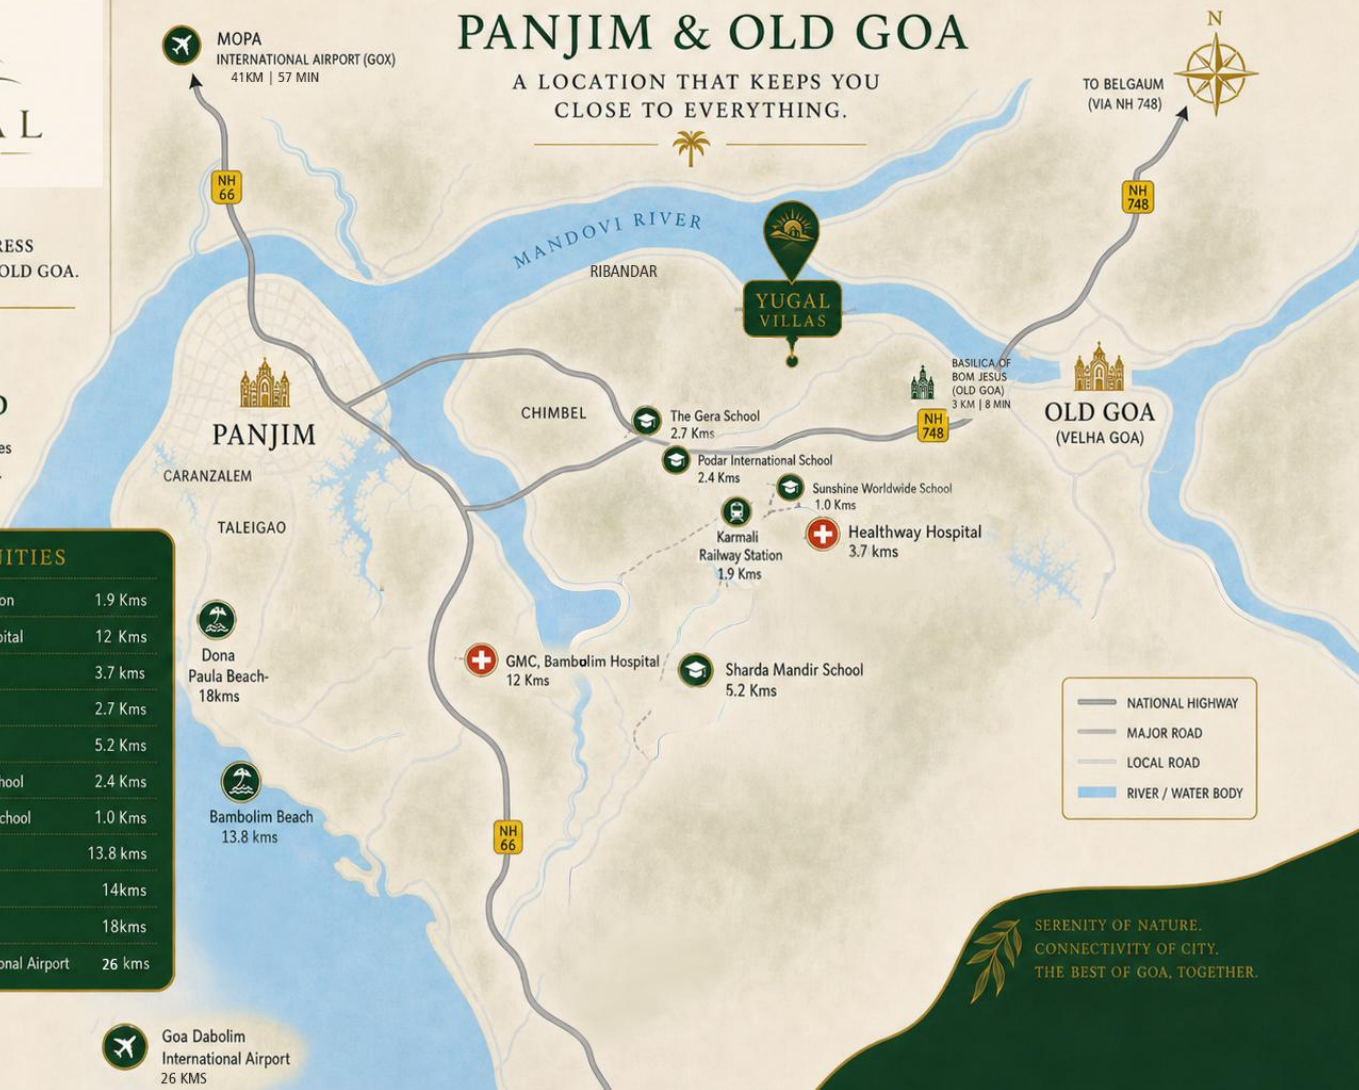 MOPA
INTERNATIONAL AIRPORT (GOX)
41KM | 57 MIN
PANJIM & OLD GOA
A LOCATION THAT KEEPS YOU
CLOSE TO EVERYTHING.
N
TO BELGAUM
(VIA NH 748)
A L
NH
66
NH
748
MANDOVI RIVER
RIBANDAR
YUGAL
VILLAS
RESS
OLD GOA.
BASILICA OF
BOM JESUS
(OLD GOA)
3 KM | 8 MIN
NH
748
OLD GOA
(VELHA GOA)
CHIMBEL
PANJIM
The Gera School
2.7 Kms
Podar International School
2.4 Kms
CARANZALEM
TALEIGAO
Sunshine Worldwide School
1.0 Kms
Karmali
Railway Station
1.9 Kms
Healthway Hospital
3.7 kms
NITIES
on 1.9 Kms
pital 12 Kms
3.7 kms
2.7 Kms
5.2 Kms
hool 2.4 Kms
chool 1.0 Kms
13.8 kms
14kms
18kms
onal Airport 26 kms
Dona
Paula Beach-
18kms
GMC, Bambolim Hospital
12 Kms
Sharda Mandir School
5.2 Kms
Bambolim Beach
13.8 kms
NH
66
NATIONAL HIGHWAY
MAJOR ROAD
LOCAL ROAD
RIVER / WATER BODY
SERENITY OF NATURE.
CONNECTIVITY OF CITY.
THE BEST OF GOA, TOGETHER.
Goa Dabolim
International Airport
26 KMS